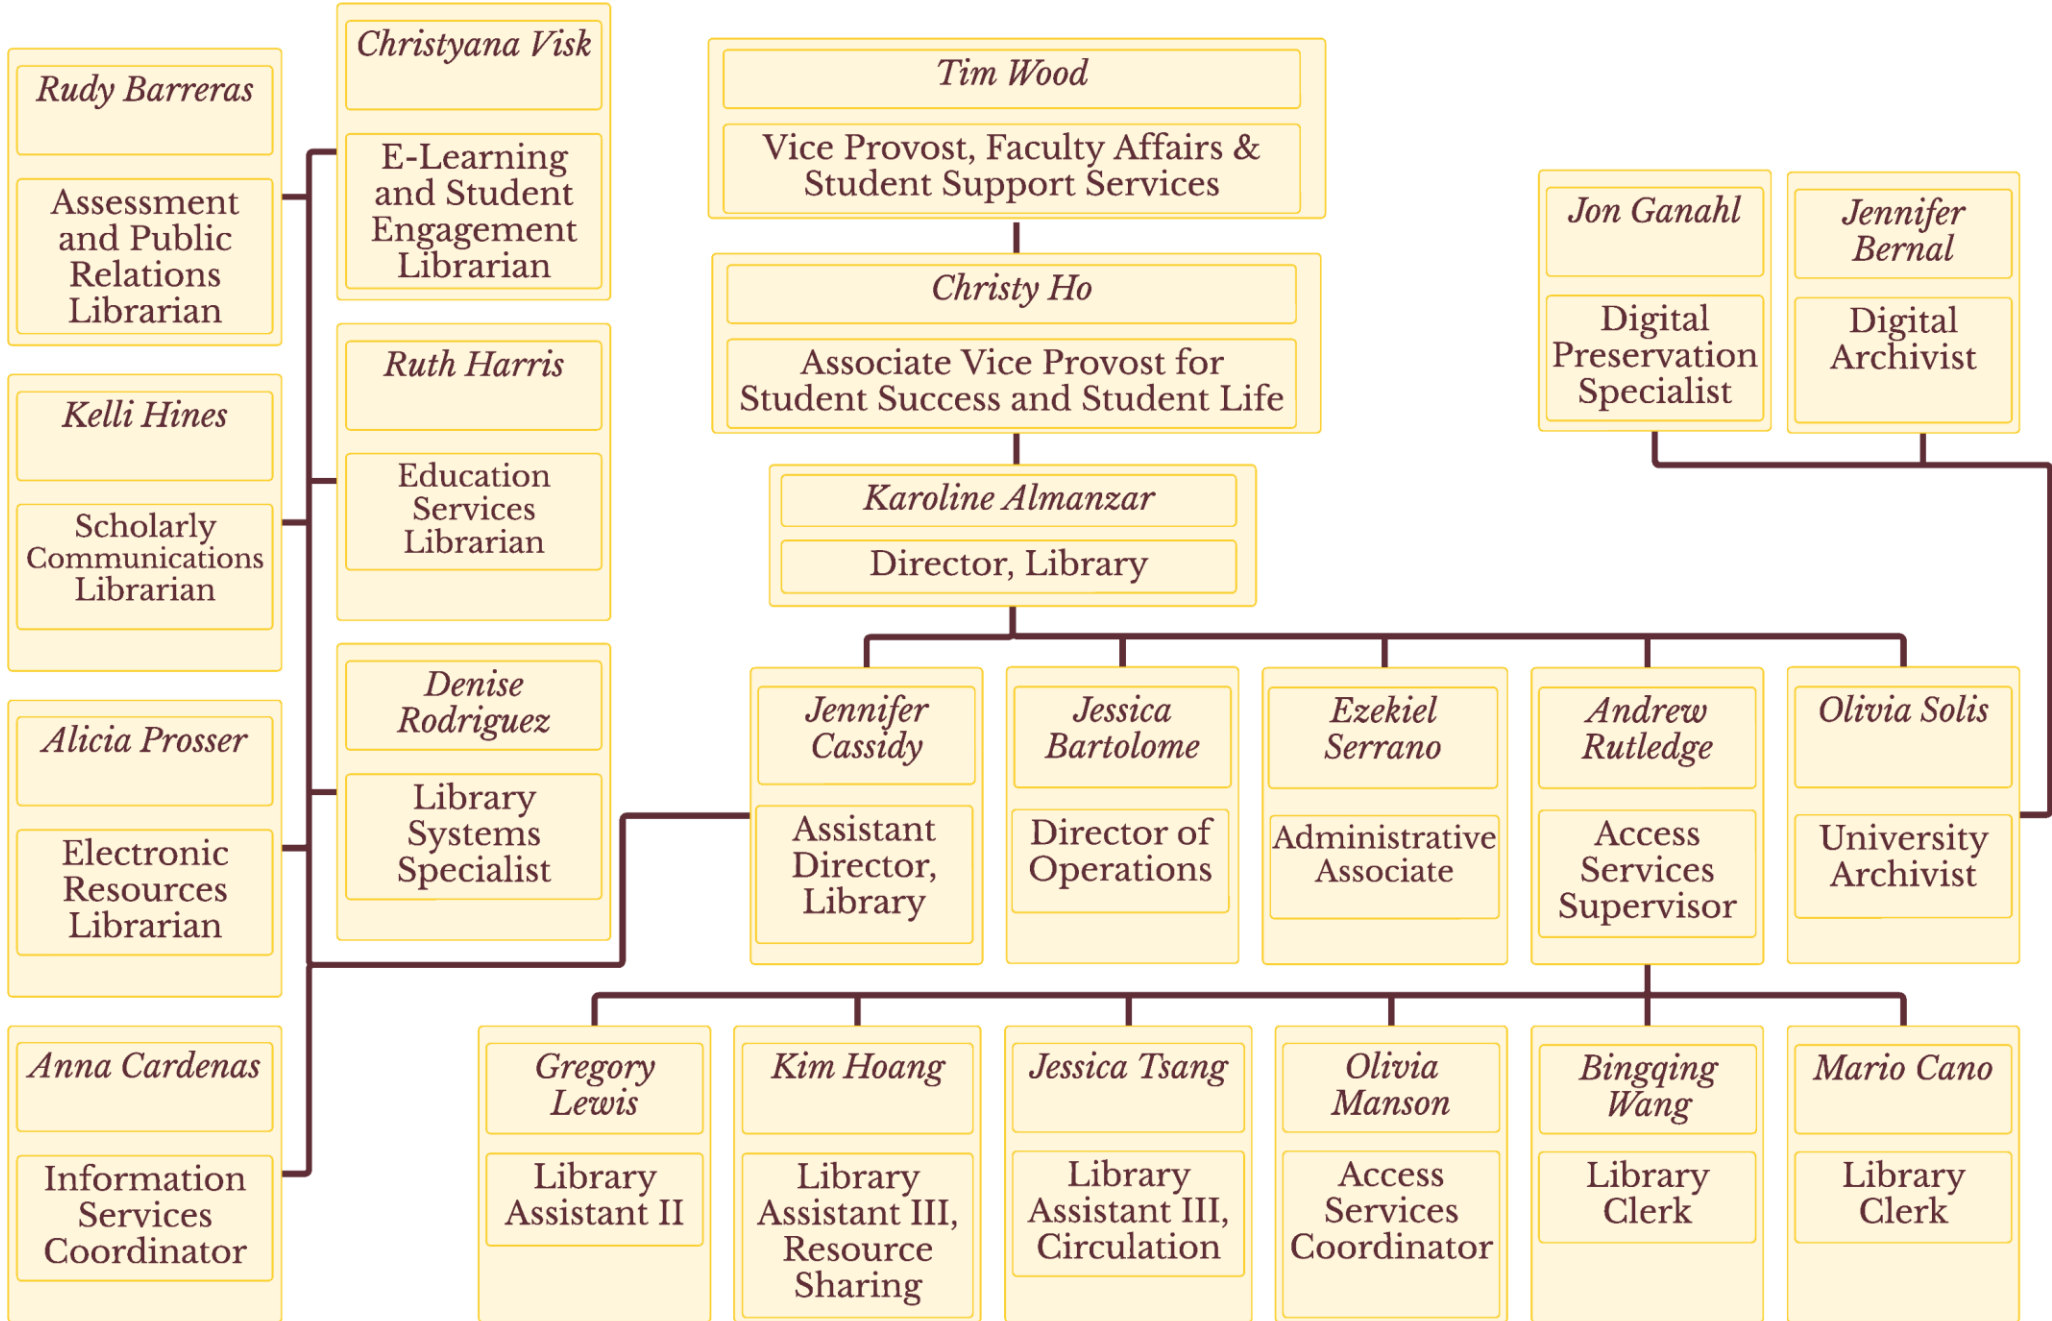 Rudy Barreras
Assessment
and Public
Relations
Librarian
Kelli Hines
Scholarly
Communications
Librarian
Alicia Prosser
Electronic
Resources
Librarian
Anna Cardenas
Information
Services
Coordinator
Christyana Visk
E-Learning
and Student
Engagement
Librarian
Ruth Harris
Education
Services
Librarian
Denise
Rodriguez
Library
Systems
Specialist
Tim Wood
Vice Provost, Faculty Affairs &
Student Support Services
Christy Ho
Associate Vice Provost for
Student Success and Student Life
Karoline Almanzar
Director, Library
Jon Ganahl
Digital
Preservation
Specialist
Jennifer
Bernal
Digital
Archivist
Jennifer
Cassidy
Assistant
Director,
Library
Jessica
Bartolome
Director of
Operations
Ezekiel
Serrano
Administrative
Associate
Andrew
Rutledge
Access
Services
Supervisor
Olivia Solis
University
Archivist
Gregory
Lewis
Library
Assistant II
Kim Hoang
Library
Assistant III,
Resource
Sharing
Jessica Tsang
Library
Assistant III,
Circulation
Olivia
Manson
Access
Services
Coordinator
Bingqing
Wang
Library
Clerk
Mario Cano
Library
Clerk